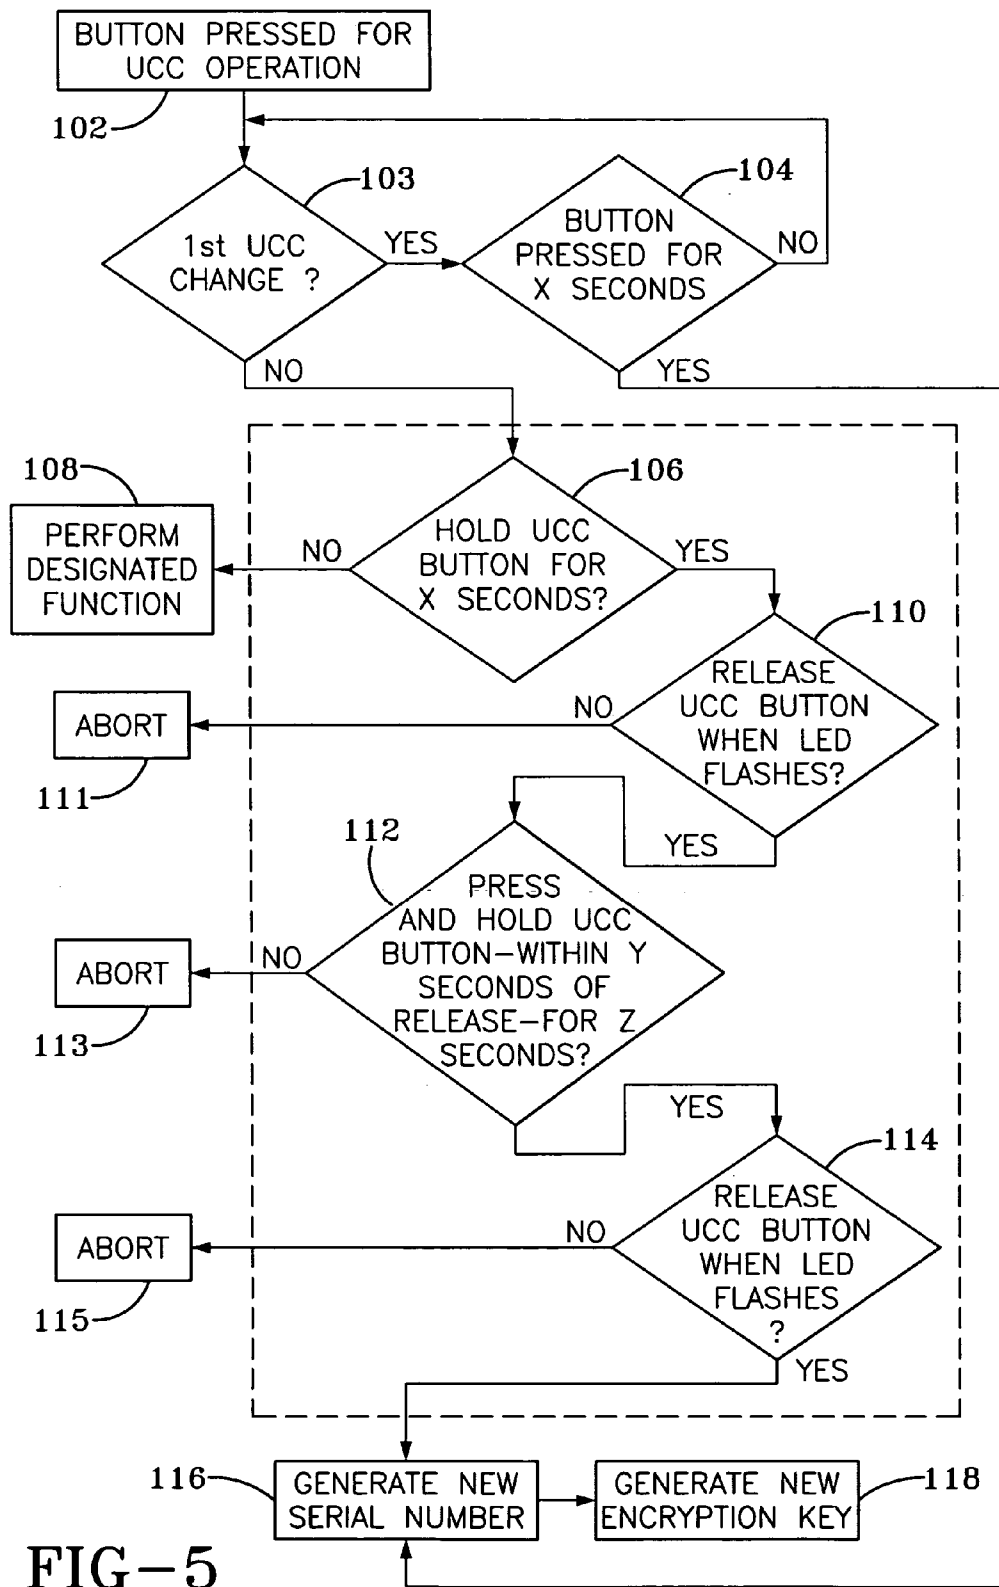 BUTTON PRESSED FOR
UCC OPERATION
102
103
1st UCC
CHANGE ?
YES
NO
104
BUTTON
PRESSED FOR
X SECONDS
NO
YES
106
HOLD UCC
BUTTON FOR
X SECONDS?
NO
YES
108
PERFORM
DESIGNATED
FUNCTION
110
RELEASE
UCC BUTTON
WHEN LED
FLASHES?
NO
YES
ABORT
111
112
PRESS
AND HOLD UCC
BUTTON-WITHIN Y
SECONDS OF
RELEASE-FOR Z
SECONDS?
NO
YES
ABORT
113
114
RELEASE
UCC BUTTON
WHEN LED
FLASHES
?
NO
YES
ABORT
115
116
GENERATE NEW
SERIAL NUMBER
GENERATE NEW
ENCRYPTION KEY
118
FIG-5